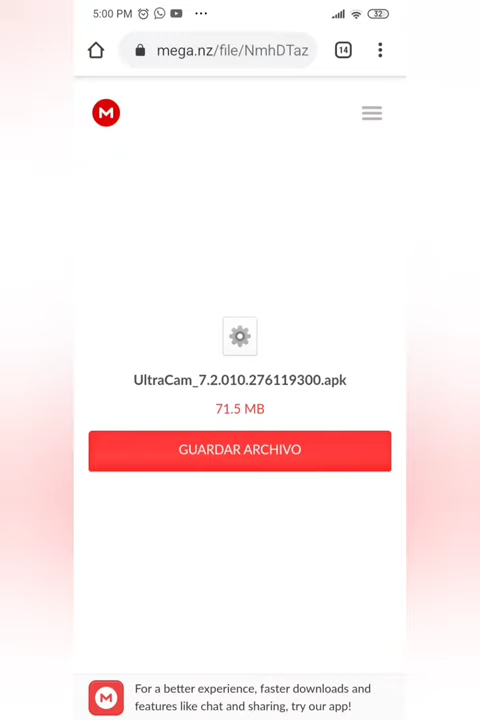 5:00 PM ... 32
mega.nz/file/NmhDTaz 14
M
UltraCam_7.2.010.276119300.apk
71.5 MB
GUARDAR ARCHIVO
M
For a better experience, faster downloads and
features like chat and sharing, try our app!